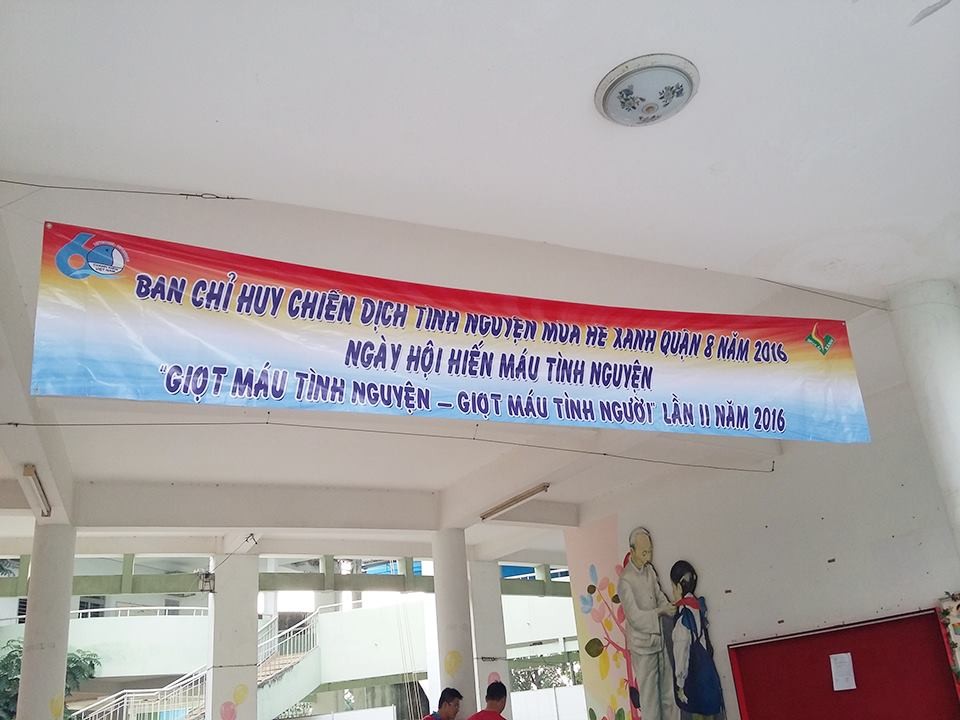 60
BAN CHỈ HUY CHIẾN DỊCH TÌNH NGUYỆN MÙA HÈ XANH QUẬN 8 NĂM 2016
NGÀY HỘI HIẾN MÁU TÌNH NGUYỆN
"GIỌT MÁU TÌNH NGUYỆN – GIỌT MÁU TÌNH NGƯỜI" LẦN II NĂM 2016